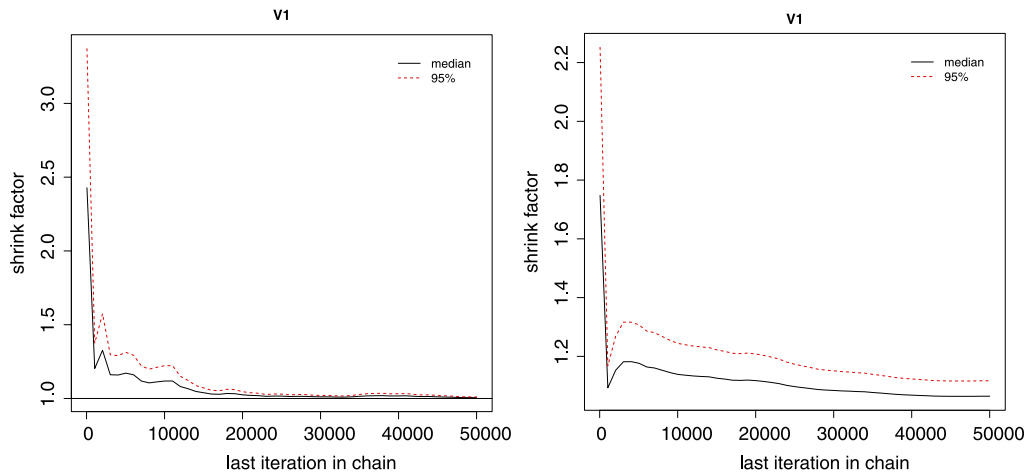 V1
median
95%
shrink factor
3.0
2.5
2.0
1.5
1.0
0 10000 20000 30000 40000 50000
last iteration in chain
V1
median
95%
shrink factor
2.2
2.0
1.8
1.6
1.4
1.2
0 10000 20000 30000 40000 50000
last iteration in chain